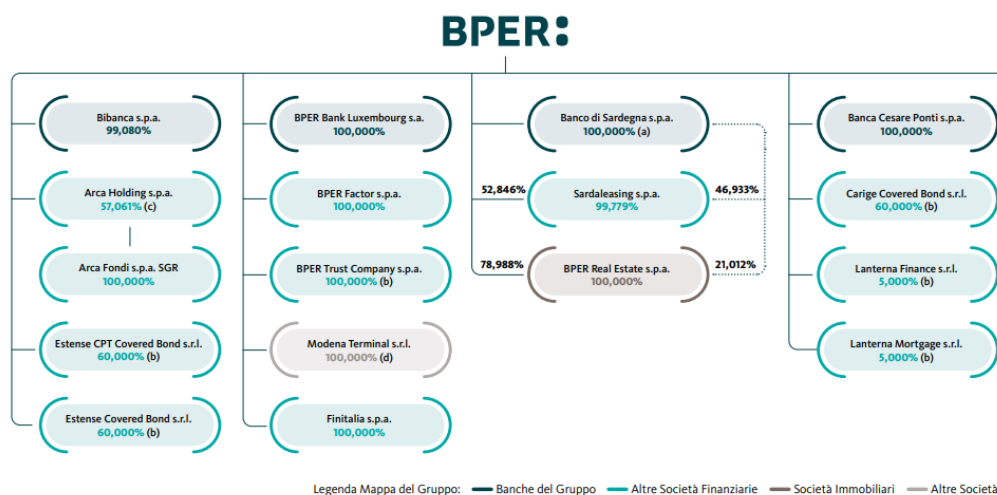 BPER:
Bibanca s.p.a.
99,080%
Arca Holding s.p.a.
57,061% (c)
Arca Fondi s.p.a. SGR
100,000%
Estense CPT Covered Bond s.r.l.
60,000% (b)
Estense Covered Bond s.r.l.
60,000% (b)
BPER Bank Luxembourg s.a.
100,000%
BPER Factor s.p.a.
100,000%
BPER Trust Company s.p.a.
100,000% (b)
Modena Terminal s.r.l.
100,000% (d)
Finitalia s.p.a.
100,000%
Banco di Sardegna s.p.a.
100,000% (a)
52,846%
Sardaleasing s.p.a.
99,779%
46,933%
78,988%
BPER Real Estate s.p.a.
100,000%
21,012%
Banca Cesare Ponti s.p.a.
100,000%
Carige Covered Bond s.r.l.
60,000% (b)
Lanterna Finance s.r.l.
5,000% (b)
Lanterna Mortgage s.r.l.
5,000% (b)
Legenda Mappa del Gruppo: Banche del Gruppo Altre Società Finanziarie Società Immobiliari Altre Società